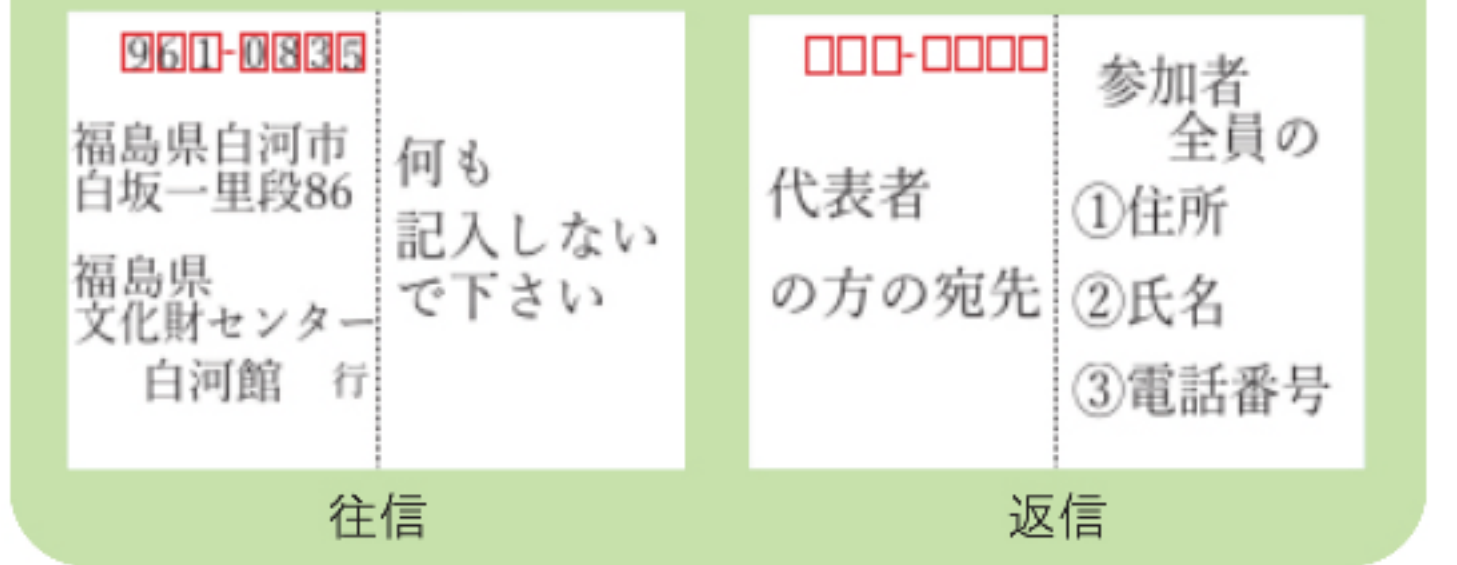 961-0835
福島県白河市
白坂一里段86
福島県
文化財センター
白河館 行
何も
記入しない
で下さい
往信
□□□-□□□□
代表者
の方の宛先
参加者
全員の
①住所
②氏名
③電話番号
返信